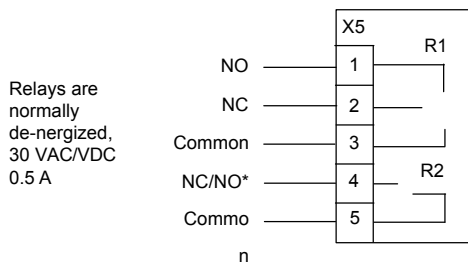 X5
R1
NO
1
NC
2
Common
3
NC/NO*
4
R2
Commo
5
n
Relays are
normally
de-nergized,
30 VAC/VDC
0.5 A